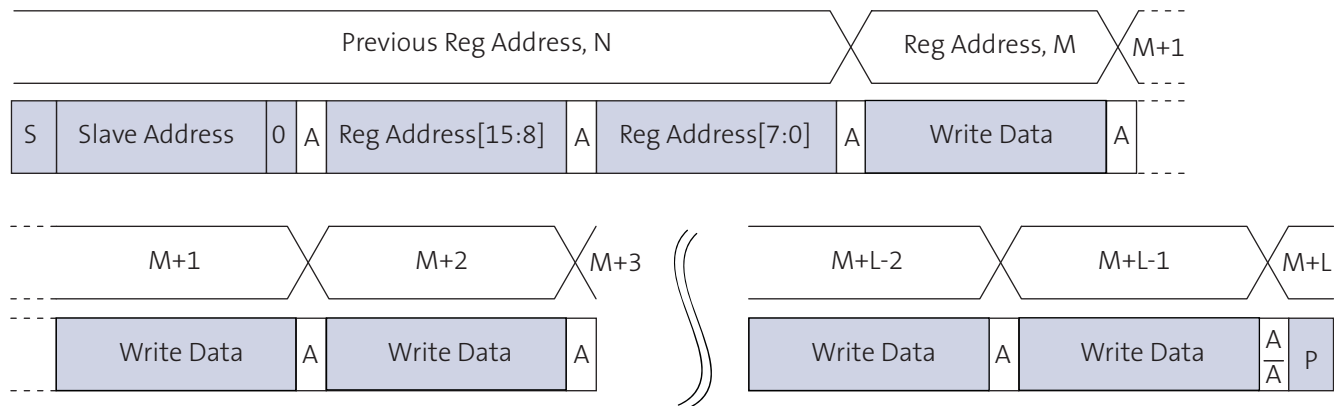 Previous Reg Address, N Reg Address, M M+1
S Slave Address 0 A Reg Address[15:8] A Reg Address[7:0] A Write Data A
M+1 M+2 M+3 M+L-2 M+L-1 M+L
Write Data A Write Data A Write Data A Write Data A/A̅ P